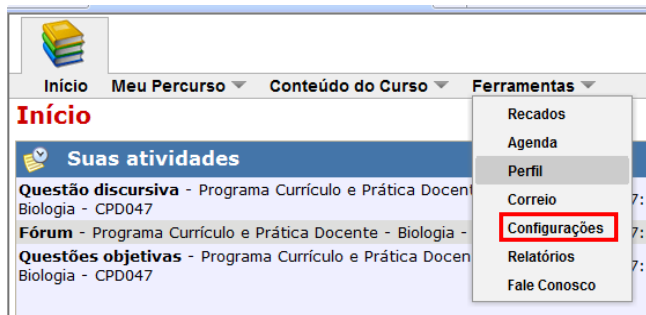 Início Meu Percurso Conteúdo do Curso Ferramentas
Início
Recados
Agenda
Perfil
Correio
Configurações
Relatórios
Fale Conosco
Suas atividades
Questão discursiva - Programa Currículo e Prática
Biologia - CPD047
Fórum - Programa Currículo e Prática Docente - Biologia -
Questões objetivas - Programa Currículo e Prática
Biologia - CPD047